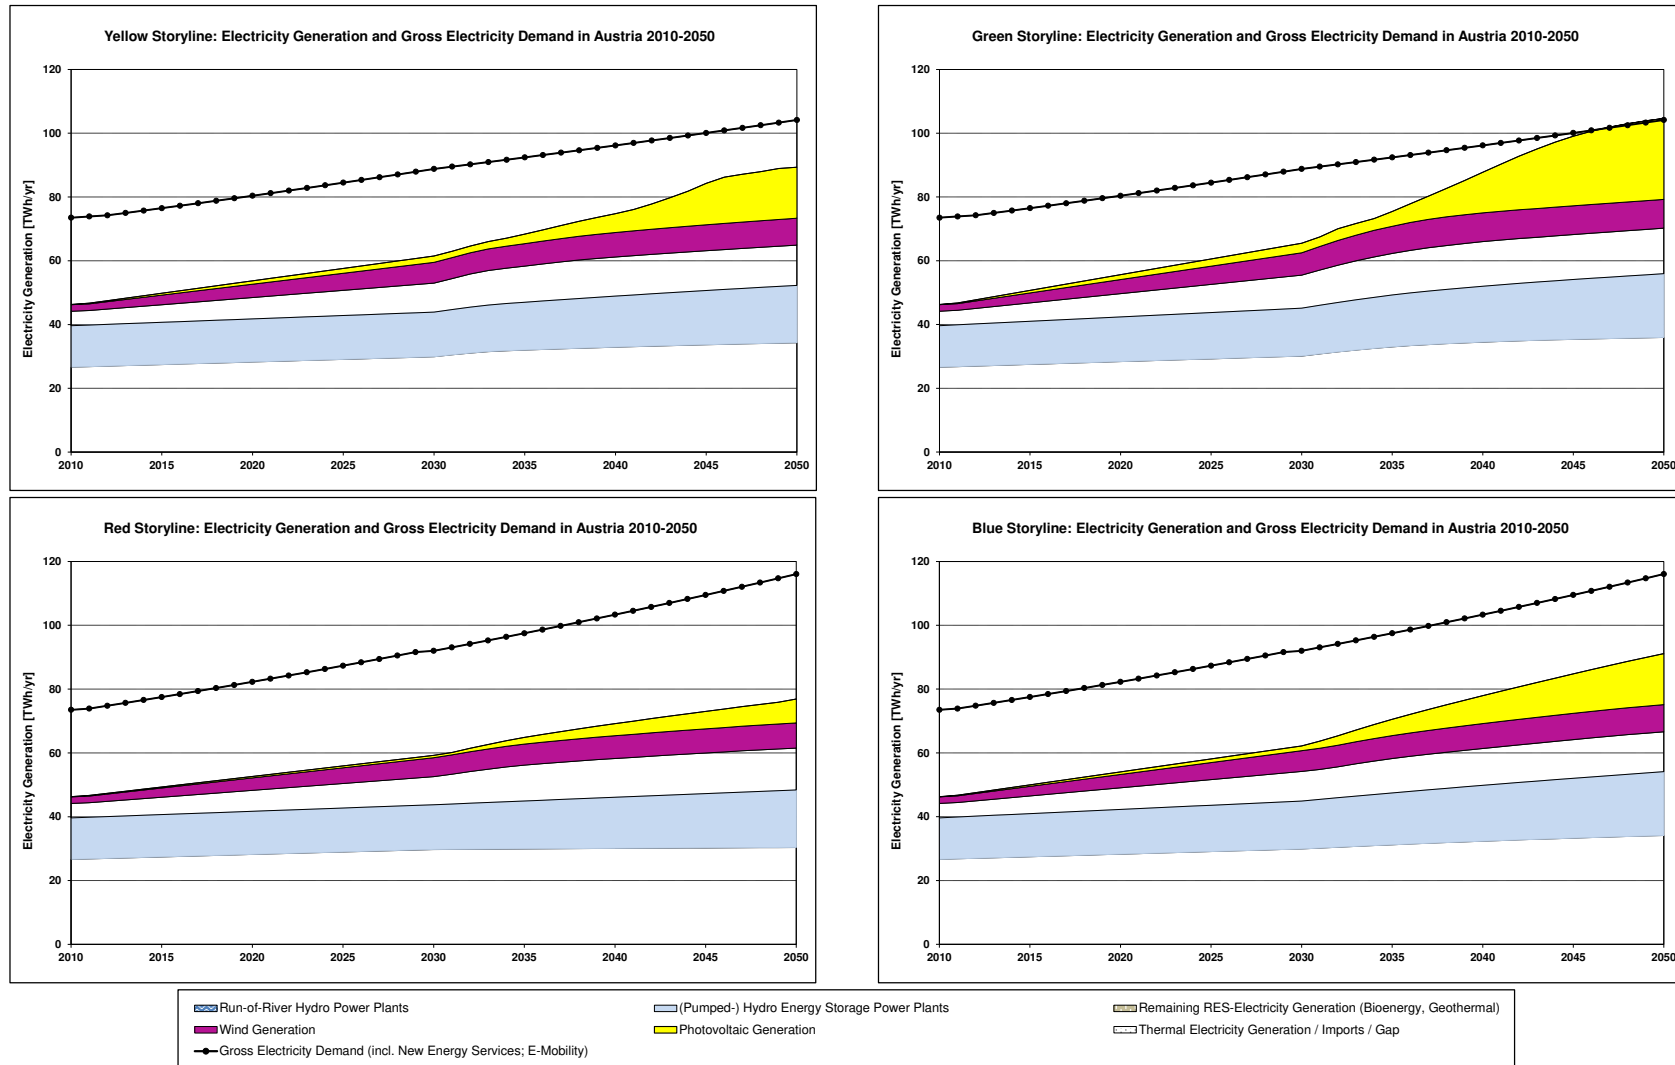 Yellow Storyline: Electricity Generation and Gross Electricity Demand in Austria 2010-2050
Electricity Generation [TWh/yr]
120
100
80
60
40
20
0
2010 2015 2020 2025 2030 2035 2040 2045 2050
Green Storyline: Electricity Generation and Gross Electricity Demand in Austria 2010-2050
Electricity Generation [TWh/yr]
120
100
80
60
40
20
0
2010 2015 2020 2025 2030 2035 2040 2045 2050
Red Storyline: Electricity Generation and Gross Electricity Demand in Austria 2010-2050
Electricity Generation [TWh/yr]
120
100
80
60
40
20
0
2010 2015 2020 2025 2030 2035 2040 2045 2050
Blue Storyline: Electricity Generation and Gross Electricity Demand in Austria 2010-2050
Electricity Generation [TWh/yr]
120
100
80
60
40
20
0
2010 2015 2020 2025 2030 2035 2040 2045 2050
Run-of-River Hydro Power Plants (Pumped-) Hydro Energy Storage Power Plants Remaining RES-Electricity Generation (Bioenergy, Geothermal)
Wind Generation Photovoltaic Generation Thermal Electricity Generation / Imports / Gap
Gross Electricity Demand (incl. New Energy Services; E-Mobility)